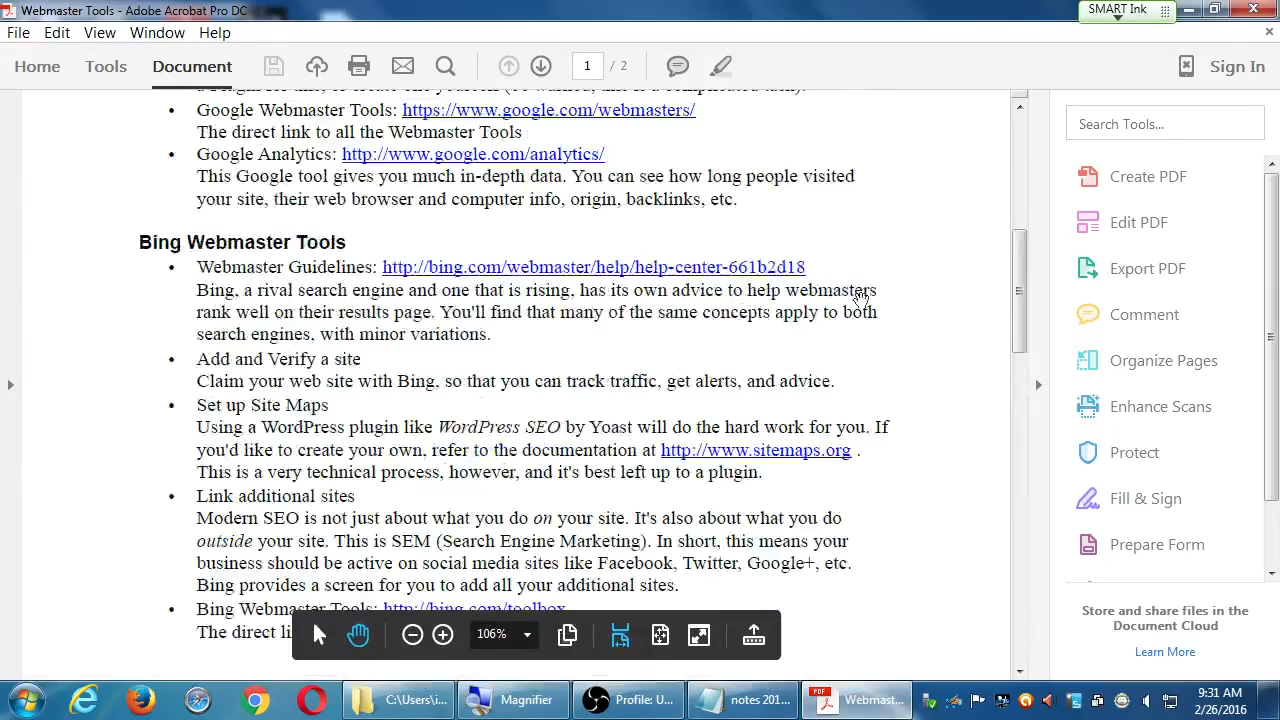 Webmaster Tools - Adobe Acrobat Pro DC
SMART Ink
File Edit View Window Help
Home Tools Document 1 / 2 Sign In
• Google Webmaster Tools: https://www.google.com/webmasters/
The direct link to all the Webmaster Tools
• Google Analytics: http://www.google.com/analytics/
This Google tool gives you much in-depth data. You can see how long people visited
your site, their web browser and computer info, origin, backlinks, etc.
Bing Webmaster Tools
• Webmaster Guidelines: http://bing.com/webmaster/help/help-center-661b2d18
Bing, a rival search engine and one that is rising, has its own advice to help webmasters
rank well on their results page. You'll find that many of the same concepts apply to both
search engines, with minor variations.
• Add and Verify a site
Claim your web site with Bing, so that you can track traffic, get alerts, and advice.
• Set up Site Maps
Using a WordPress plugin like WordPress SEO by Yoast will do the hard work for you. If
you'd like to create your own, refer to the documentation at http://www.sitemaps.org .
This is a very technical process, however, and it's best left up to a plugin.
• Link additional sites
Modern SEO is not just about what you do on your site. It's also about what you do
outside your site. This is SEM (Search Engine Marketing). In short, this means your
business should be active on social media sites like Facebook, Twitter, Google+, etc.
Bing provides a screen for you to add all your additional sites.
• Bing Webmaster Tools: http://bing.com/toolbox
The direct li
106%
Search Tools...
Create PDF
Edit PDF
Export PDF
Comment
Organize Pages
Enhance Scans
Protect
Fill & Sign
Prepare Form
Store and share files in the
Document Cloud
Learn More
C:\Users\i... Magnifier Profile: U... notes 201... PDF Webmast...
9:31 AM
2/26/2016